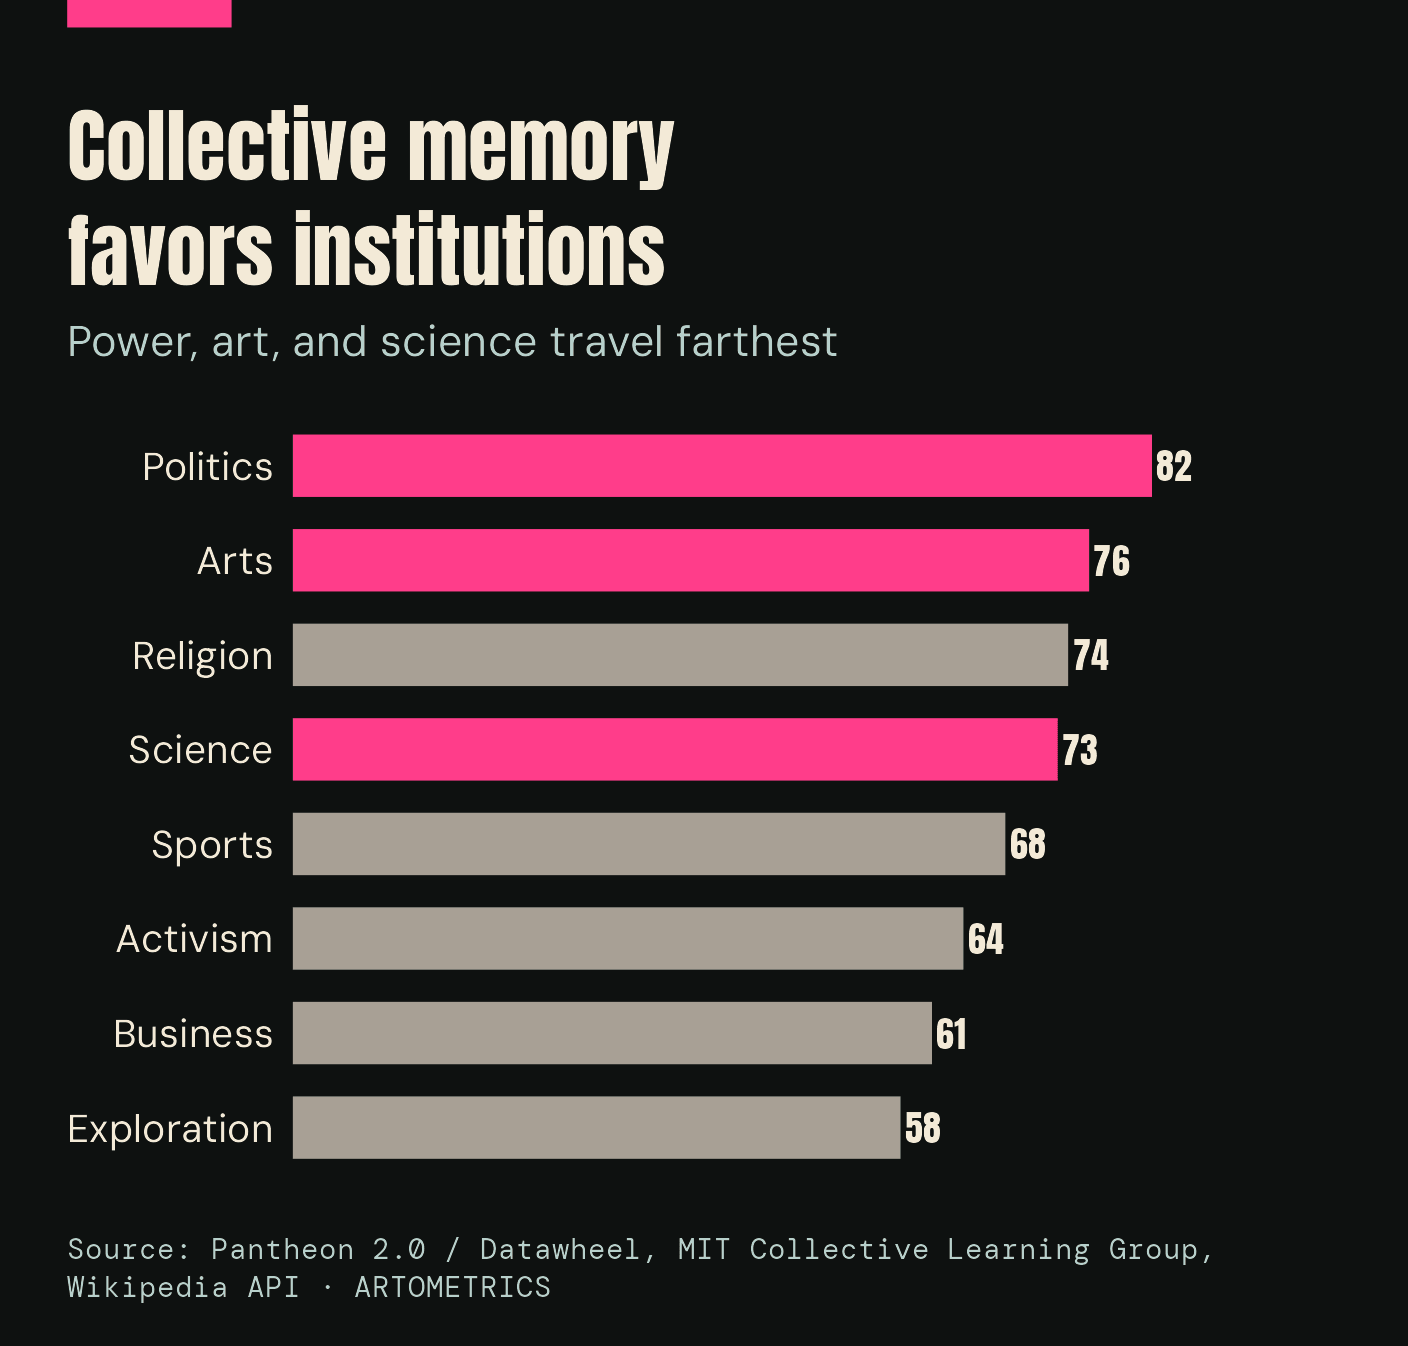 Collective memory
favors institutions
Power, art, and science travel farthest
Politics 82
Arts 76
Religion 74
Science 73
Sports 68
Activism 64
Business 61
Exploration 58
Source: Pantheon 2.0 / Datawheel, MIT Collective Learning Group,
Wikipedia API · ARTOMETRICS